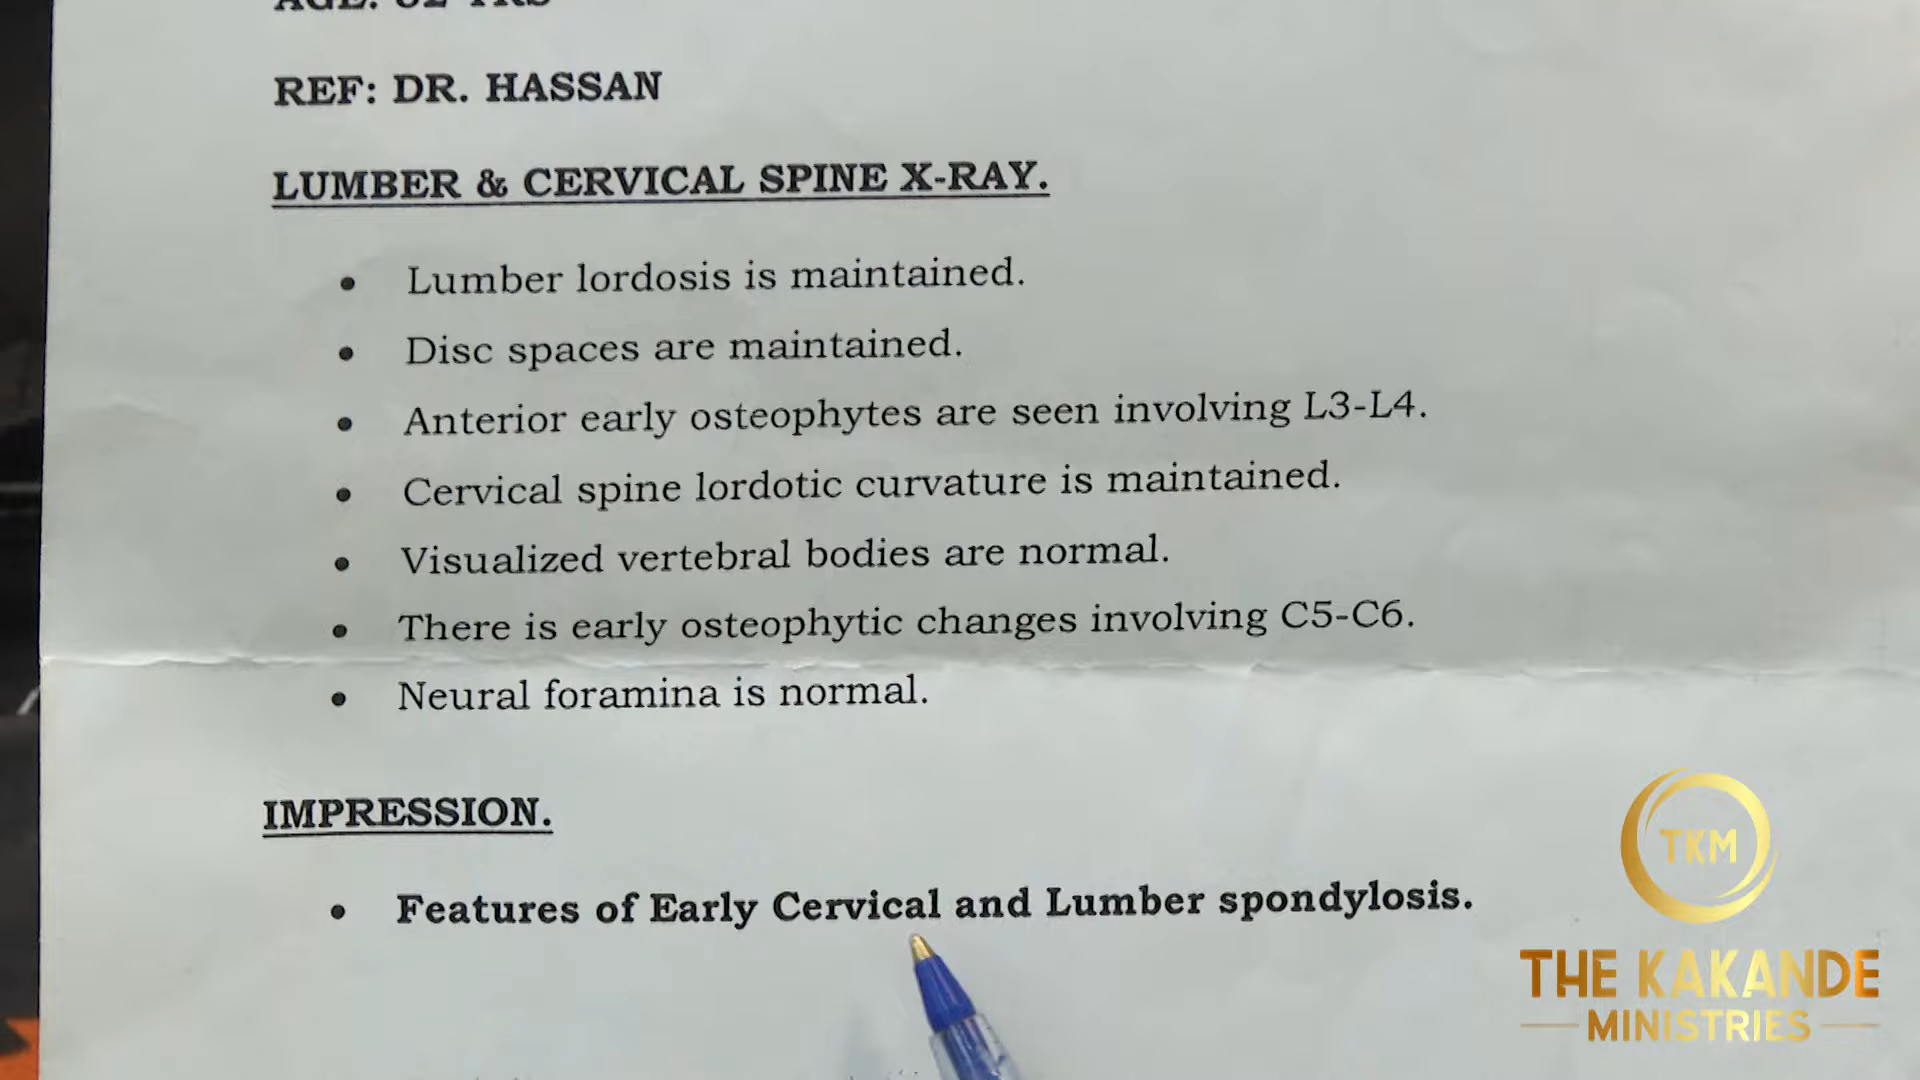 REF: DR. HASSAN
LUMBER & CERVICAL SPINE X-RAY.
• Lumber lordosis is maintained.
• Disc spaces are maintained.
• Anterior early osteophytes are seen involving L3-L4.
• Cervical spine lordotic curvature is maintained.
• Visualized vertebral bodies are normal.
• There is early osteophytic changes involving C5-C6.
• Neural foramina is normal.
IMPRESSION.
• Features of Early Cervical and Lumber spondylosis.
TKM
THE KAKANDE
MINISTRIES